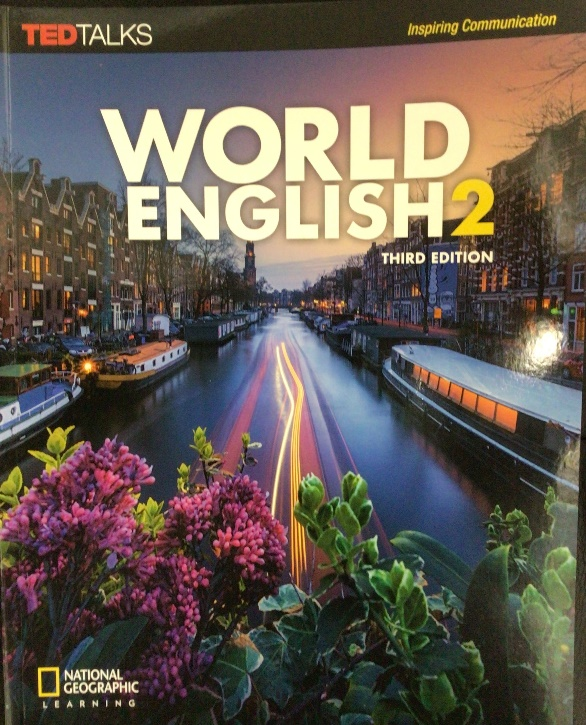 TEDTALKS
Inspiring Communication
WORLD
ENGLISH2
THIRD EDITION
NATIONAL
GEOGRAPHIC
LEARNING